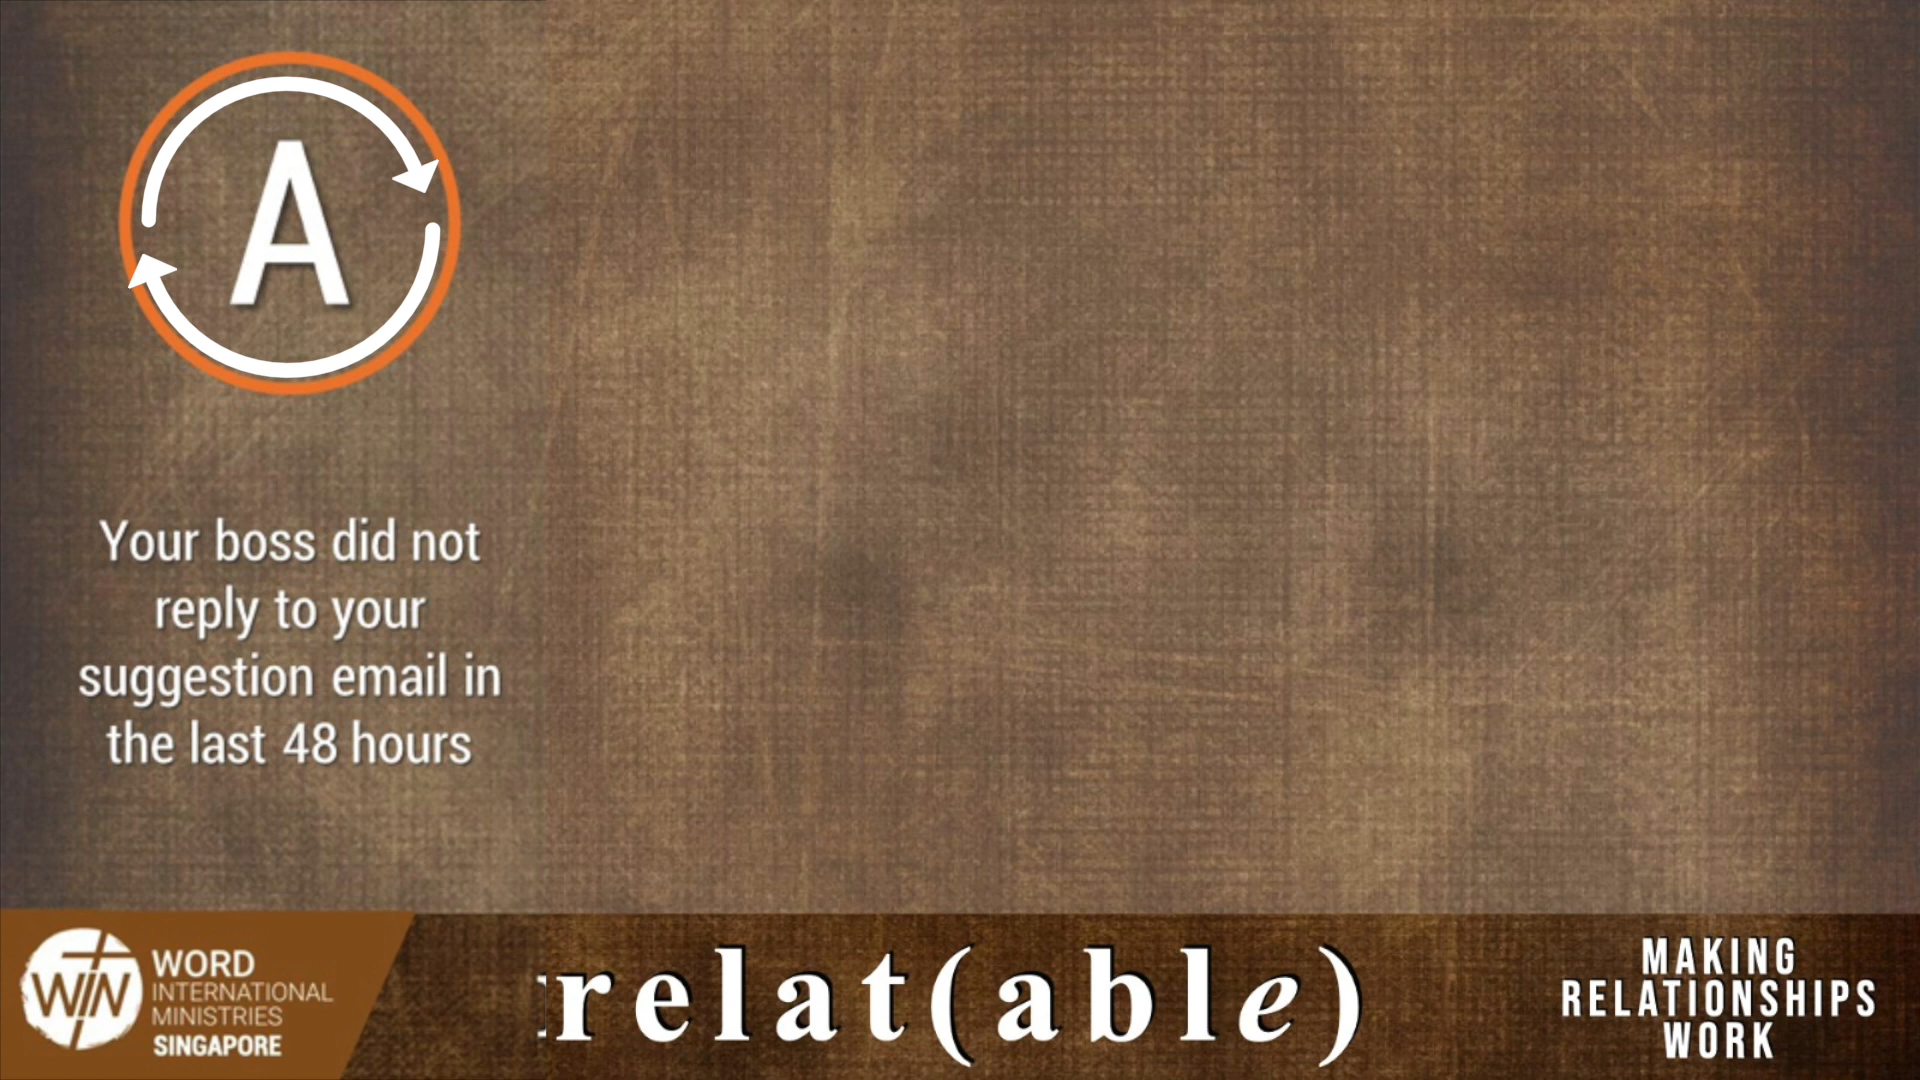 A
Your boss did not
reply to your
suggestion email in
the last 48 hours
WIN
WORD
INTERNATIONAL
MINISTRIES
SINGAPORE
relat(able)
MAKING
RELATIONSHIPS
WORK